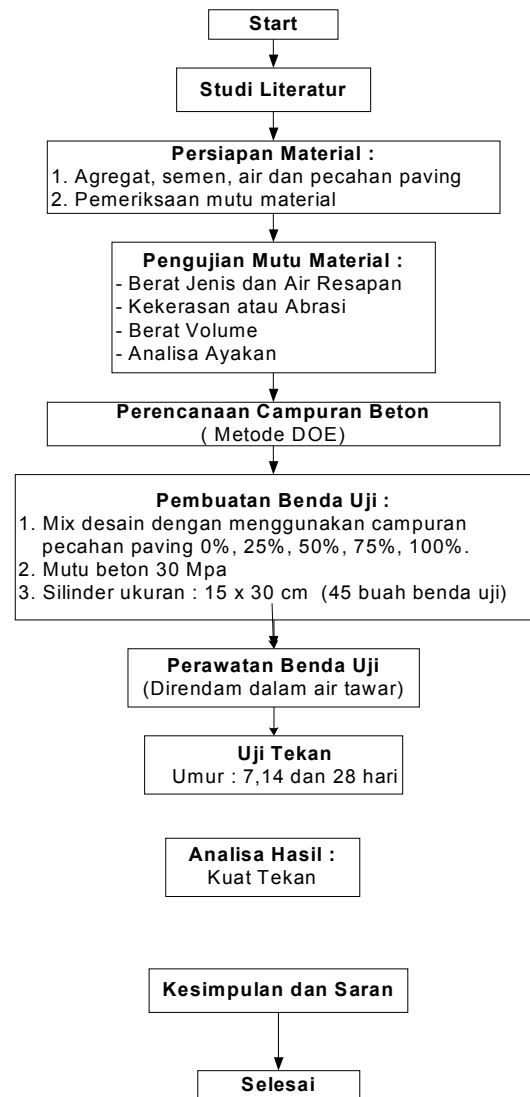 Start
Studi Literatur
Persiapan Material :
1. Agregat, semen, air dan pecahan paving
2. Pemeriksaan mutu material
Pengujian Mutu Material :
- Berat Jenis dan Air Resapan
- Kekerasan atau Abrasi
- Berat Volume
- Analisa Ayakan
Perencanaan Campuran Beton
( Metode DOE)
Pembuatan Benda Uji :
1. Mix desain dengan menggunakan campuran
pecahan paving 0%, 25%, 50%, 75%, 100%.
2. Mutu beton 30 Mpa
3. Silinder ukuran : 15 x 30 cm (45 buah benda uji)
Perawatan Benda Uji
(Direndam dalam air tawar)
Uji Tekan
Umur : 7,14 dan 28 hari
Analisa Hasil :
Kuat Tekan
Kesimpulan dan Saran
Selesai